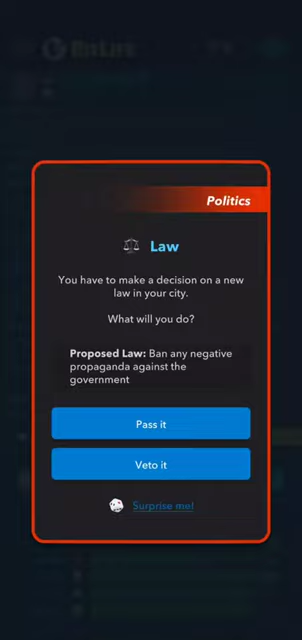 Politics
Law
You have to make a decision on a new
law in your city.
What will you do?
Proposed Law: Ban any negative
propaganda against the
government
Pass it
Veto it
Surprise me!